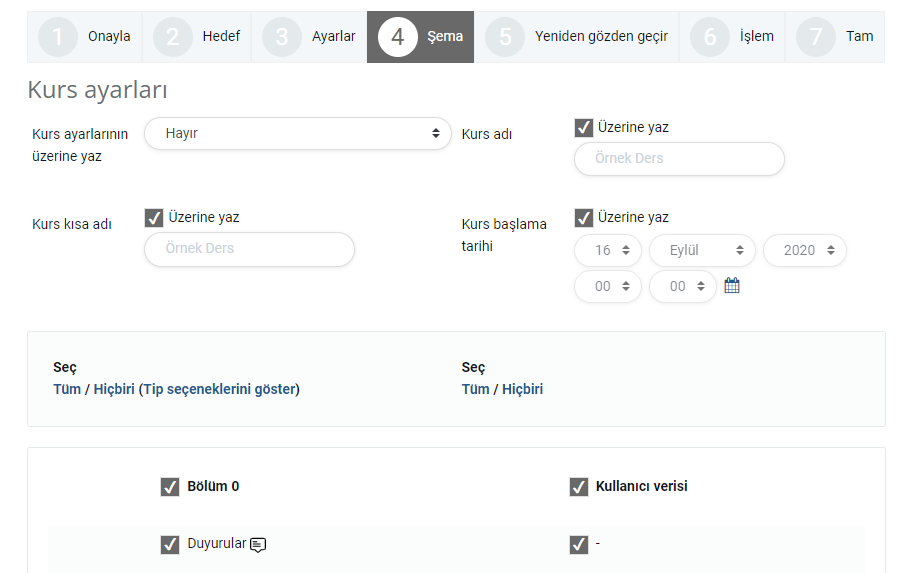 1 Onayla 2 Hedef 3 Ayarlar 4 Şema 5 Yeniden gözden geçir 6 İşlem 7 Tam
Kurs ayarları
Kurs ayarlarının üzerine yaz
Hayır
Kurs adı
Üzerine yaz
Örnek Ders
Kurs kısa adı
Üzerine yaz
Örnek Ders
Kurs başlama tarihi
Üzerine yaz
16 Eylül 2020
00 00
Seç
Tüm / Hiçbiri (Tip seçeneklerini göster)
Seç
Tüm / Hiçbiri
Bölüm 0
Kullanıcı verisi
Duyurular
-